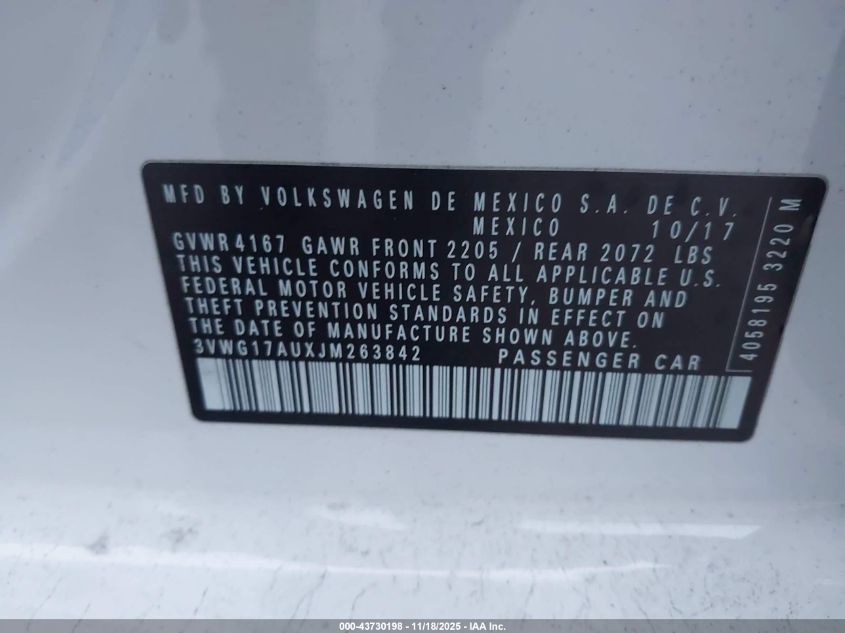 MFD BY VOLKSWAGEN DE MEXICO S.A. DE C.V.
MEXICO 10/17
GVWR 4167 GAWR FRONT 2205 / REAR 2072 LBS
THIS VEHICLE CONFORMS TO ALL APPLICABLE U.S.
FEDERAL MOTOR VEHICLE SAFETY, BUMPER AND
THEFT PREVENTION STANDARDS IN EFFECT ON
THE DATE OF MANUFACTURE SHOWN ABOVE.
3VWG17AUXJM263842 PASSENGER CAR
4058195 3220 M
000-43730198 - 11/18/2025 - IAA Inc.